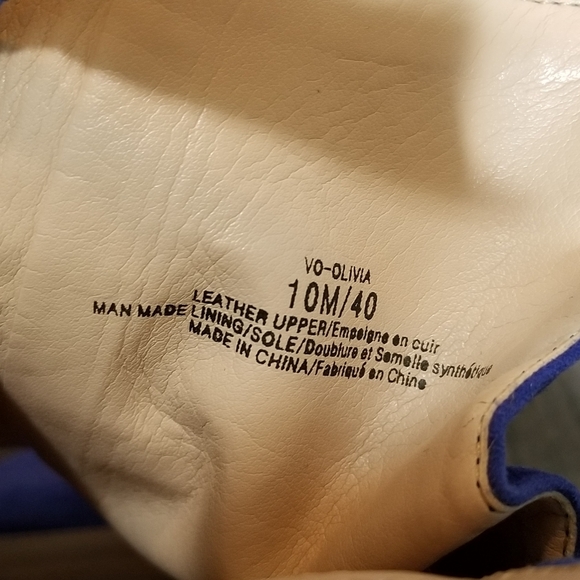 VO-OLIVIA
10M/40
LEATHER UPPER/Empeigne en cuir
MAN MADE LINING/SOLE/Doublure et Semelle synthétique
MADE IN CHINA/Fabriqué en Chine